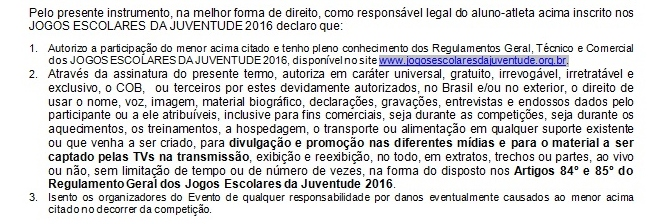 Pelo presente instrumento, na melhor forma de direito, como responsável legal do aluno-atleta acima inscrito nos
JOGOS ESCOLARES DA JUVENTUDE 2016 declaro que:
1. Autorizo a participação do menor acima citado e tenho pleno conhecimento dos Regulamentos Geral, Técnico e Comercial
dos JOGOS ESCOLARES DA JUVENTUDE 2016, disponível no site www.jogosescolaresdajuventude.org.br.
2. Através da assinatura do presente termo, autoriza em caráter universal, gratuito, irrevogável, irretratável e
exclusivo, o COB, ou terceiros por estes devidamente autorizados, no Brasil e/ou no exterior, o direito de
usar o nome, voz, imagem, material biográfico, declarações, gravações, entrevistas e endossos dados pelo
participante ou a ele atribuíveis, inclusive para fins comerciais, seja durante as competições, seja durante os
aquecimentos, os treinamentos, a hospedagem, o transporte ou alimentação em qualquer suporte existente
ou que venha a ser criado, para divulgação e promoção nas diferentes mídias e para o material a ser
captado pelas TVs na transmissão, exibição e reexibição, no todo, em extratos, trechos ou partes, ao vivo
ou não, sem limitação de tempo ou de número de vezes, na forma do disposto nos Artigos 84º e 85º do
Regulamento Geral dos Jogos Escolares da Juventude 2016.
3. Isento os organizadores do Evento de qualquer responsabilidade por danos eventualmente causados ao menor acima
citado no decorrer da competição.